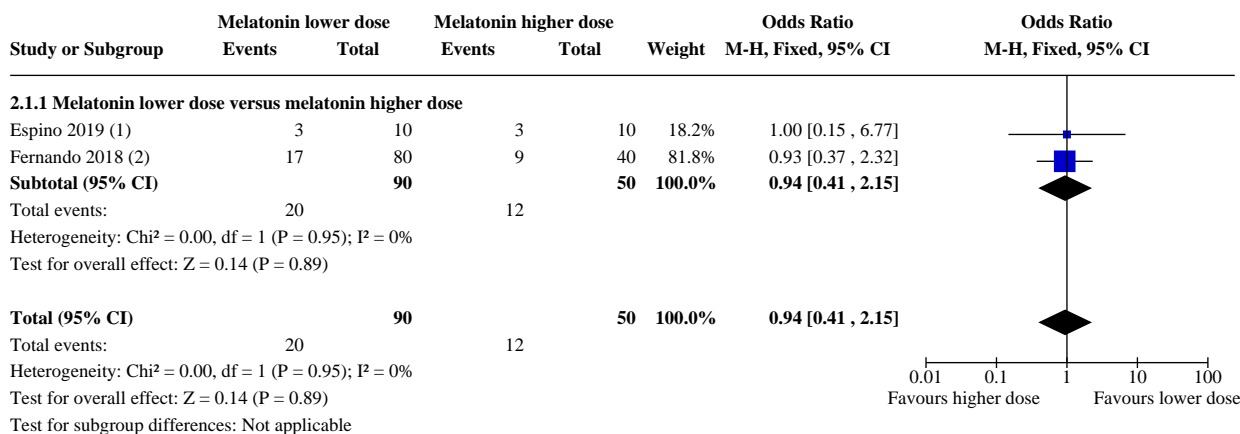 Melatonin lower dose Melatonin higher dose Odds Ratio Odds Ratio
Study or Subgroup Events Total Events Total Weight M-H, Fixed, 95% CI M-H, Fixed, 95% CI
2.1.1 Melatonin lower dose versus melatonin higher dose
Espino 2019 (1) 3 10 3 10 18.2% 1.00 [0.15 , 6.77]
Fernando 2018 (2) 17 80 9 40 81.8% 0.93 [0.37 , 2.32]
Subtotal (95% CI) 90 50 100.0% 0.94 [0.41 , 2.15]
Total events: 20 12
Heterogeneity: Chi² = 0.00, df = 1 (P = 0.95); I² = 0%
Test for overall effect: Z = 0.14 (P = 0.89)
Total (95% CI) 90 50 100.0% 0.94 [0.41 , 2.15]
Total events: 20 12
Heterogeneity: Chi² = 0.00, df = 1 (P = 0.95); I² = 0%
0.01 0.1 1 10 100
Test for overall effect: Z = 0.14 (P = 0.89)
Favours higher dose Favours lower dose
Test for subgroup differences: Not applicable